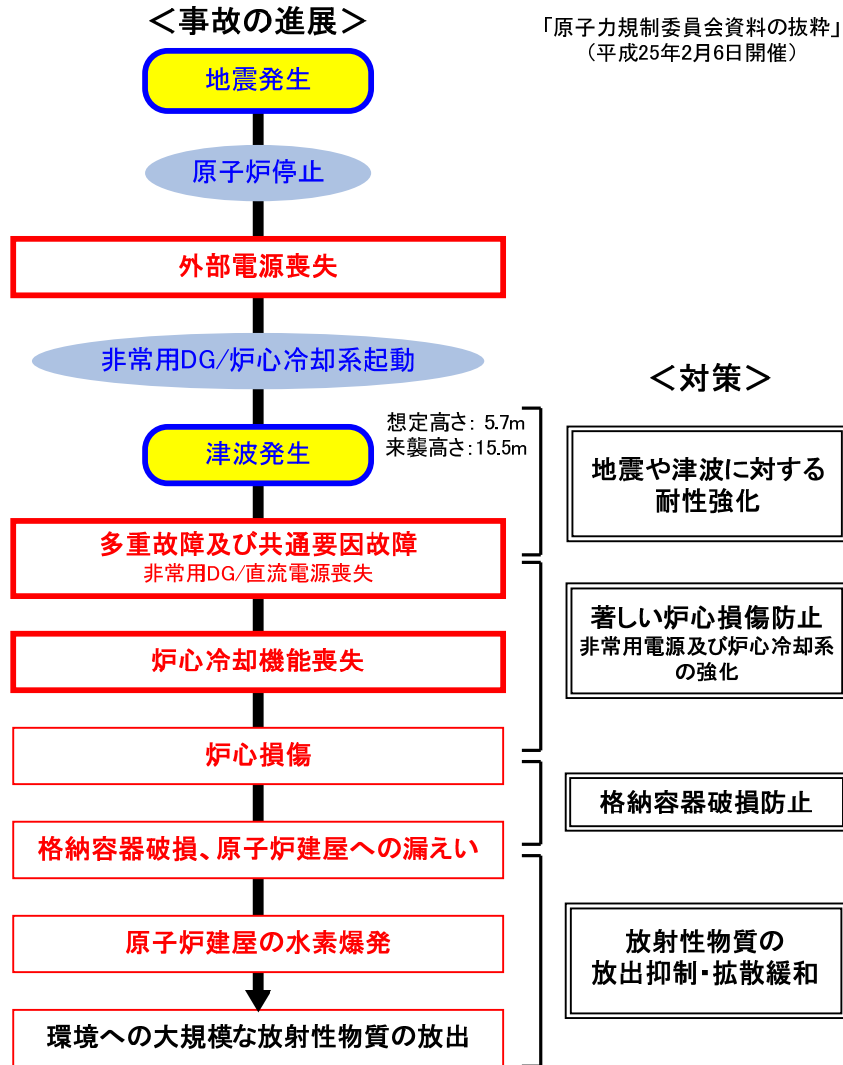 <事故の進展>
「原子力規制委員会資料の抜粋」
(平成25年2月6日開催)
地震発生
原子炉停止
外部電源喪失
非常用DG/炉心冷却系起動
<対策>
想定高さ: 5.7m
来襲高さ:15.5m
津波発生
地震や津波に対する
耐性強化
多重故障及び共通要因故障
非常用DG/直流電源喪失
著しい炉心損傷防止
非常用電源及び炉心冷却系
の強化
炉心冷却機能喪失
炉心損傷
格納容器破損防止
格納容器破損、原子炉建屋への漏えい
原子炉建屋の水素爆発
放射性物質の
放出抑制・拡散緩和
環境への大規模な放射性物質の放出